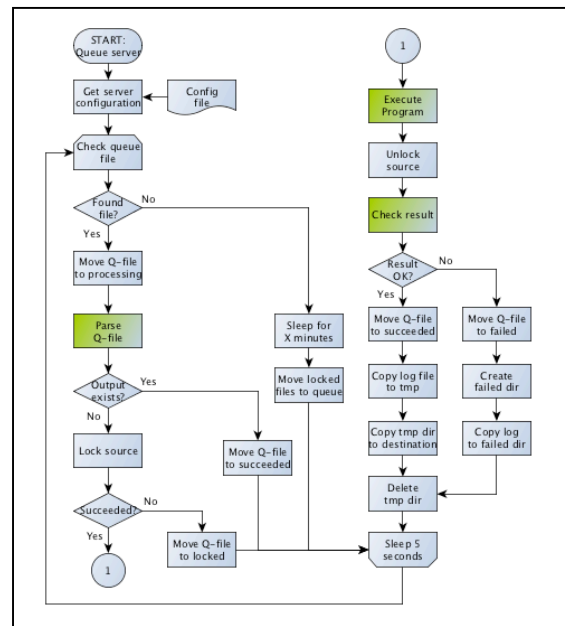 START:
Queue server
Get server
configuration
Config
file
Check queue
file
Found
file?
No
Yes
Move Q-file
to processing
Parse
Q-file
Output
exists?
Yes
No
Lock source
Succeeded?
No
Yes
1
Move Q-file
to locked
Move Q-file
to succeeded
Sleep for
X minutes
Move locked
files to queue
1
Execute
Program
Unlock
source
Check result
Result
OK?
No
Yes
Move Q-file
to succeeded
Copy log file
to tmp
Copy tmp dir
to destination
Delete
tmp dir
Move Q-file
to failed
Create
failed dir
Copy log
to failed dir
Sleep 5
seconds